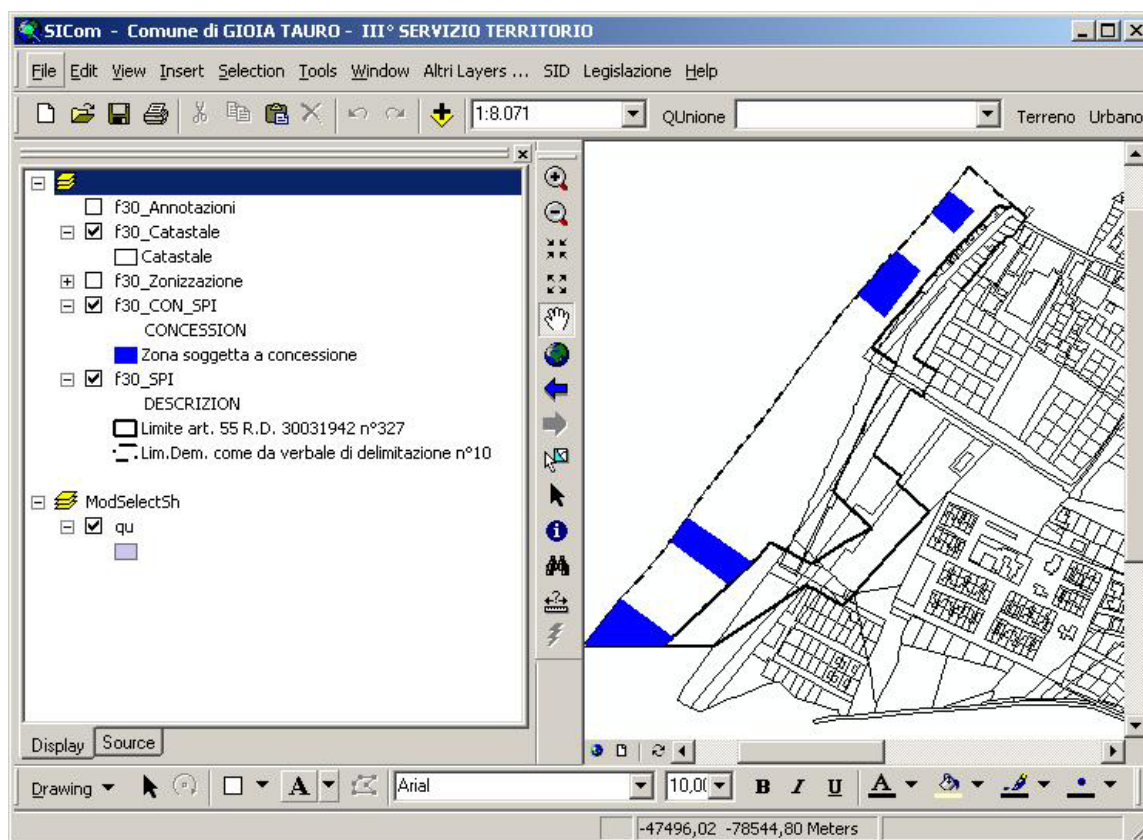 SICom - Comune di GIOIA TAURO - III° SERVIZIO TERRITORIO
File Edit View Insert Selection Tools Window Altri Layers ... SID Legislazione Help
1:8.071 QUnione Terreno Urbano
f30_Annotazioni
f30_Catastale
Catastale
f30_Zonizzazione
f30_CON_SPI
CONCESSION
Zona soggetta a concessione
f30_SPI
DESCRIZION
Limite art. 55 R.D. 30031942 n°327
Lim.Dem. come da verbale di delimitazione n°10
ModSelectSh
qu
Display Source
Drawing A Arial 10,00 B I U A
-47496,02 -78544,80 Meters